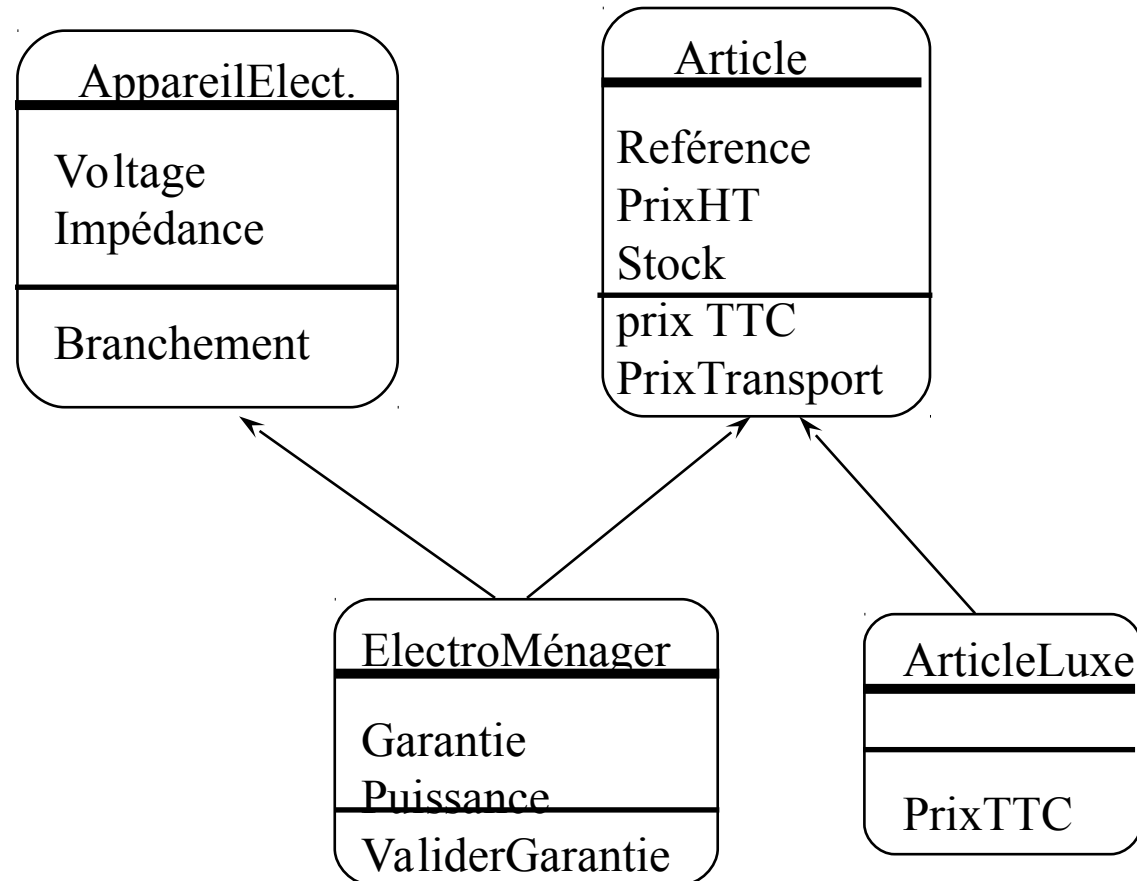 AppareilElect.
Voltage
Impédance
Branchement
Article
Reférence
PrixHT
Stock
prix TTC
PrixTransport
ElectroMénager
Garantie
Puissance
ValiderGarantie
ArticleLuxe
PrixTTC